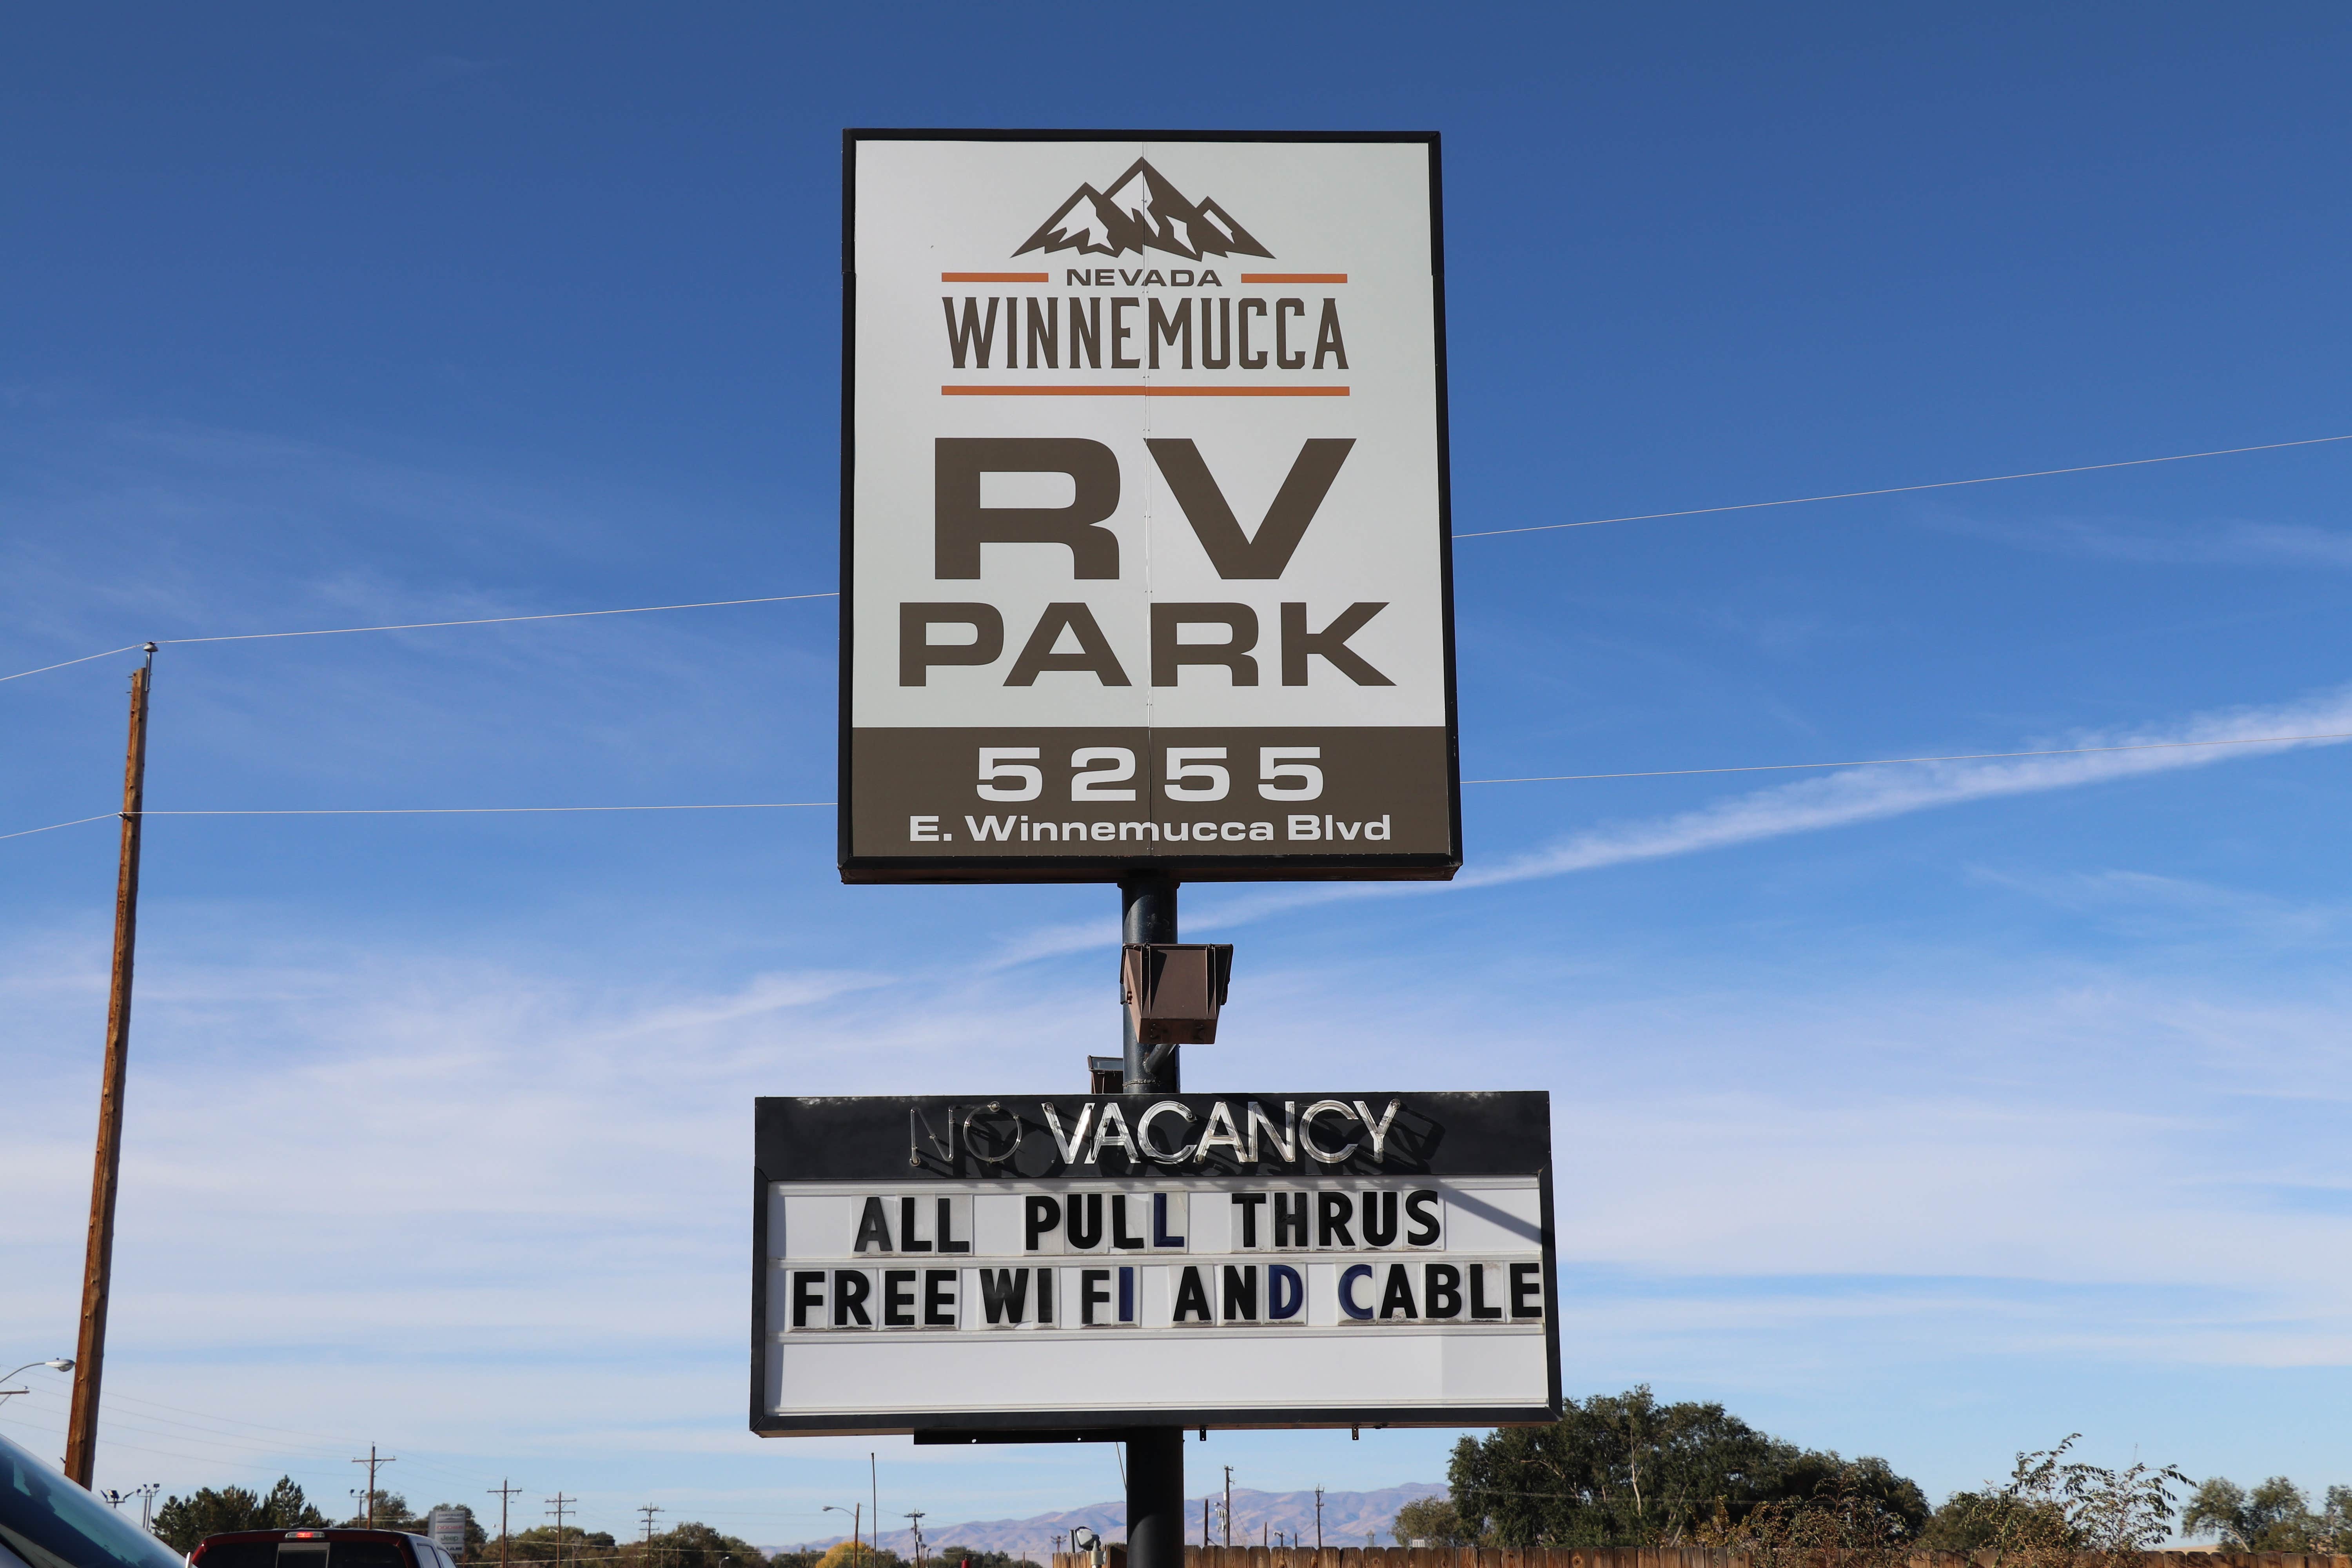 NEVADA
WINNEMUCCA
RV
PARK
5255
E. Winnemucca Blvd
NO VACANCY
ALL PULL THRUS
FREE WI FI AND CABLE